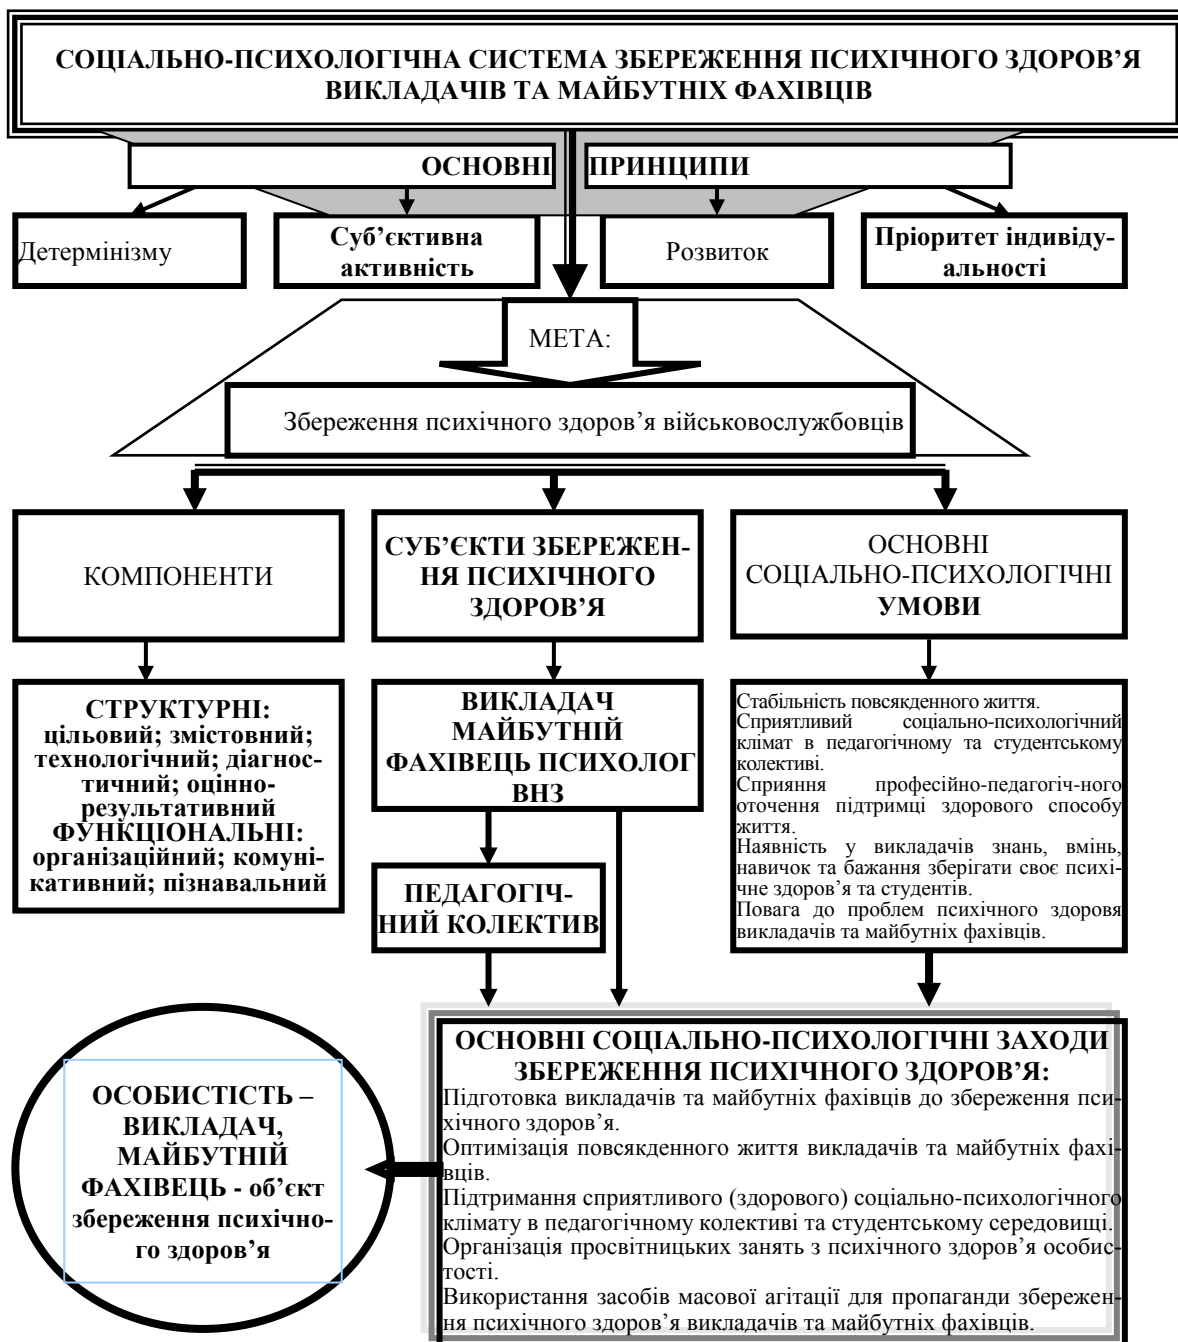 СОЦІАЛЬНО-ПСИХОЛОГІЧНА СИСТЕМА ЗБЕРЕЖЕННЯ ПСИХІЧНОГО ЗДОРОВ’Я
ВИКЛАДАЧІВ ТА МАЙБУТНІХ ФАХІВЦІВ
ОСНОВНІ ПРИНЦИПИ
Детермінізму
Суб’єктивна
активність
Розвиток
Пріоритет індивіду-
альності
МЕТА:
Збереження психічного здоров’я військовослужбовців
КОМПОНЕНТИ
СУБ’ЄКТИ ЗБЕРЕЖЕН-
НЯ ПСИХІЧНОГО
ЗДОРОВ’Я
ОСНОВНІ
СОЦІАЛЬНО-ПСИХОЛОГІЧНІ
УМОВИ
СТРУКТУРНІ:
цільовий; змістовний;
технологічний; діагнос-
тичний; оцінно-
результативний
ФУНКЦІОНАЛЬНІ:
організаційний; комуні-
кативний; пізнавальний
ВИКЛАДАЧ
МАЙБУТНІЙ
ФАХІВЕЦЬ ПСИХОЛОГ
ВНЗ
ПЕДАГОГІЧ-
НИЙ КОЛЕКТИВ
Стабільність повсякденного життя.
Сприятливий соціально-психологічний
клімат в педагогічному та студентському
колективі.
Сприяння професійно-педагогіч-ного
оточення підтримці здорового способу
життя.
Наявність у викладачів знань, вмінь,
навичок та бажання зберігати своє психі-
чне здоров’я та студентів.
Повага до проблем психічного здоровя
викладачів та майбутніх фахівців.
ОСНОВНІ СОЦІАЛЬНО-ПСИХОЛОГІЧНІ ЗАХОДИ
ЗБЕРЕЖЕННЯ ПСИХІЧНОГО ЗДОРОВ’Я:
Підготовка викладачів та майбутніх фахівців до збереження пси-
хічного здоров’я.
Оптимізація повсякденного життя викладачів та майбутніх фахі-
вців.
Підтримання сприятливого (здорового) соціально-психологічного
клімату в педагогічному колективі та студентському середовищі.
Організація просвітницьких занять з психічного здоров’я особис-
тості.
Використання засобів масової агітації для пропаганди збережен-
ня психічного здоров’я викладачів та майбутніх фахівців.
ОСОБИСТІСТЬ –
ВИКЛАДАЧ,
МАЙБУТНІЙ
ФАХІВЕЦЬ - об’єкт
збереження психічно-
го здоров’я